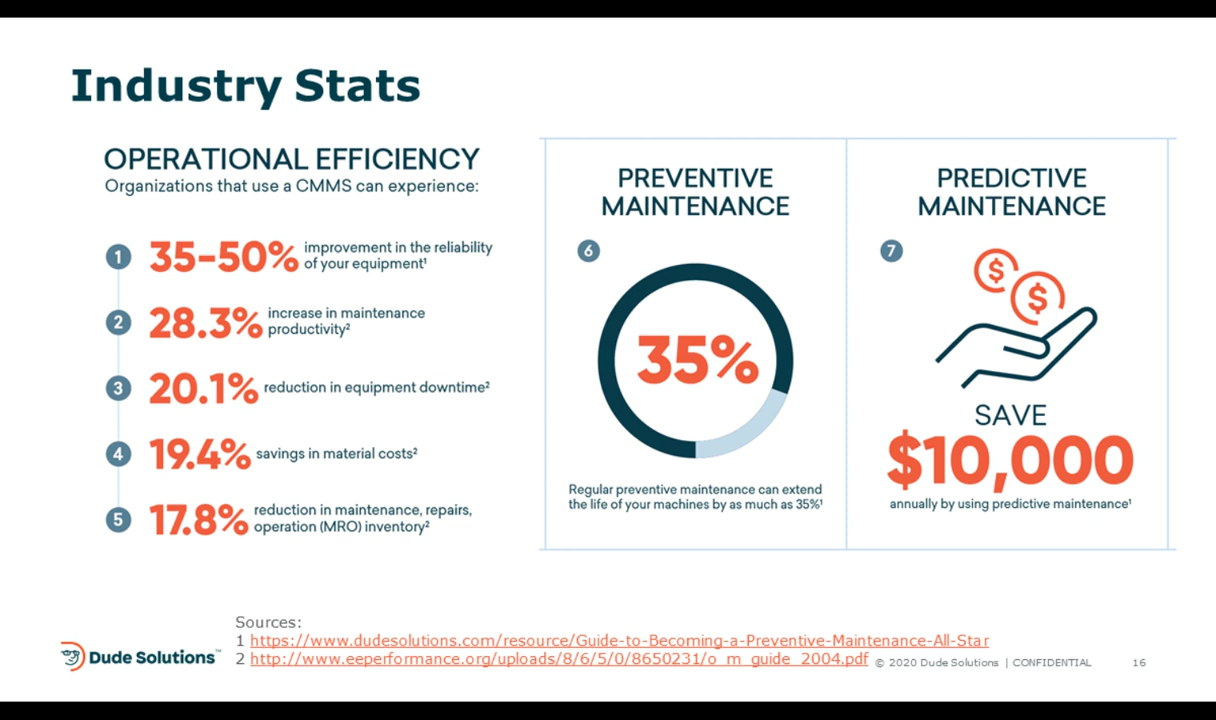 Industry Stats
OPERATIONAL EFFICIENCY
Organizations that use a CMMS can experience:
1
35-50%
improvement in the reliability
of your equipment¹
2
28.3%
increase in maintenance
productivity²
3
20.1%
reduction in equipment downtime²
4
19.4%
savings in material costs²
5
17.8%
reduction in maintenance, repairs,
operation (MRO) inventory²
PREVENTIVE
MAINTENANCE
6
35%
Regular preventive maintenance can extend
the life of your machines by as much as 35%¹
PREDICTIVE
MAINTENANCE
7
$
$
SAVE
$10,000
annually by using predictive maintenance¹
Sources:
1 https://www.dudesolutions.com/resource/Guide-to-Becoming-a-Preventive-Maintenance-All-Star
2 http://www.eeperformance.org/uploads/8/6/5/0/8650231/o_m_guide_2004.pdf
Dude Solutions™
© 2020 Dude Solutions | CONFIDENTIAL
16